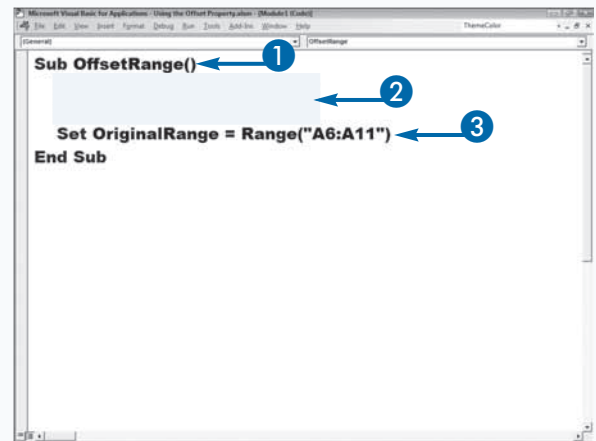 Microsoft Visual Basic for Applications - Using the Offset Property.xlsm - [Module1 (Code)]
File Edit View Insert Format Debug Run Tools Add-Ins Window Help ThemeColor
(General) OffsetRange
Sub OffsetRange() 1
2
Set OriginalRange = Range("A6:A11") 3
End Sub